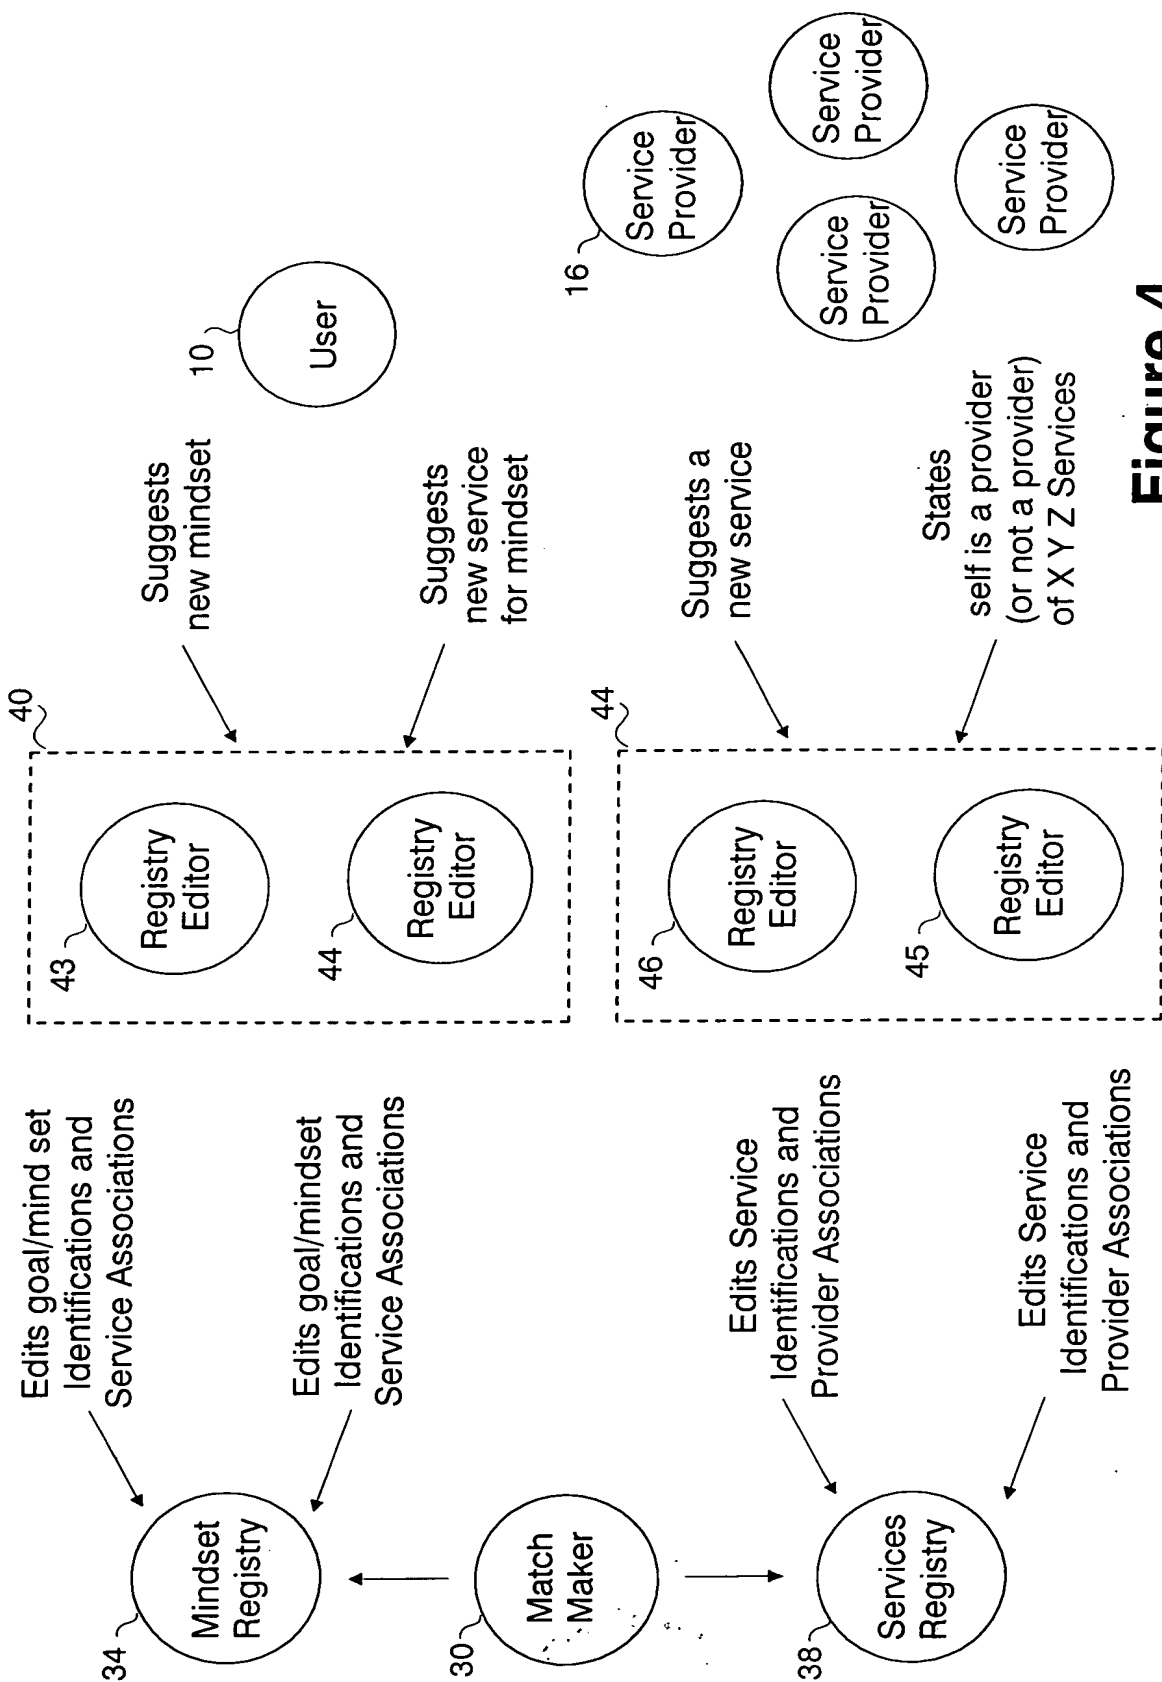 34
Mindset
Registry
30
Match
Maker
38
Services
Registry
Edits goal/mind set
Identifications and
Service Associations
Edits goal/mindset
Identifications and
Service Associations
Edits Service
Identifications and
Provider Associations
Edits Service
Identifications and
Provider Associations
40
43
Registry
Editor
44
Registry
Editor
44
46
Registry
Editor
45
Registry
Editor
Suggests
new mindset
Suggests
new service
for mindset
Suggests a
new service
States
self is a provider
(or not a provider)
of X Y Z Services
10
User
16
Service
Provider
Service
Provider
Service
Provider
Service
Provider
Figure 4